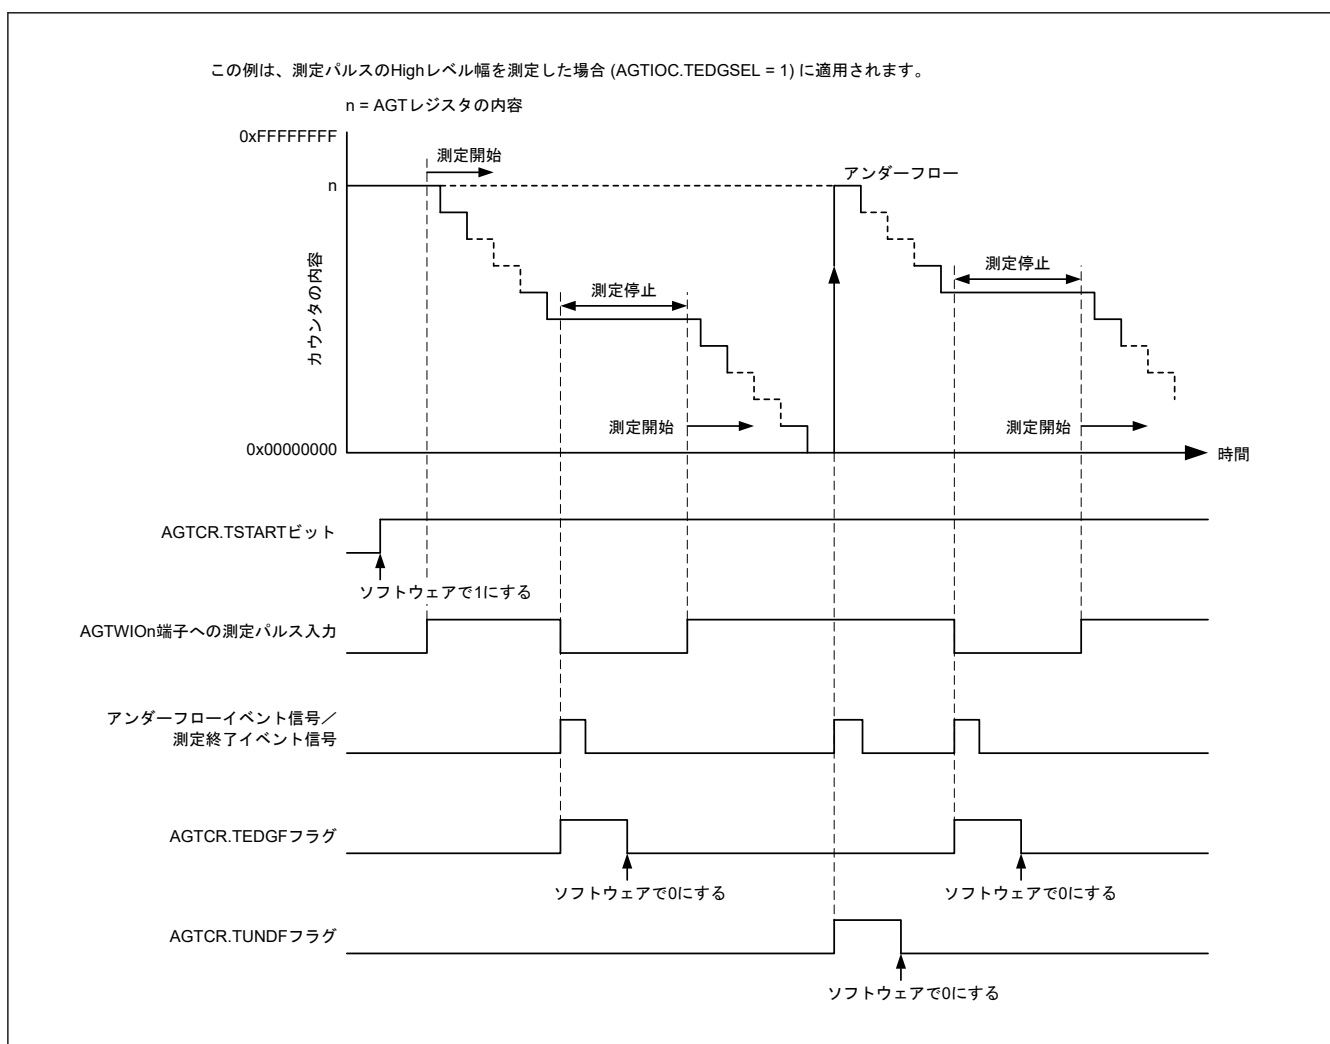 この例は、測定パルスのHighレベル幅を測定した場合 (AGTIOC.TEDGSEL = 1) に適用されます。
n = AGTレジスタの内容
0xFFFFFFFF
測定開始
n
アンダーフロー
カウンタの内容
測定停止
測定停止
測定開始
測定開始
0x00000000
時間
AGTCR.TSTARTビット
ソフトウェアで1にする
AGTWIOn端子への測定パルス入力
アンダーフローイベント信号／
測定終了イベント信号
AGTCR.TEDGFフラグ
ソフトウェアで0にする
ソフトウェアで0にする
AGTCR.TUNDFフラグ
ソフトウェアで0にする